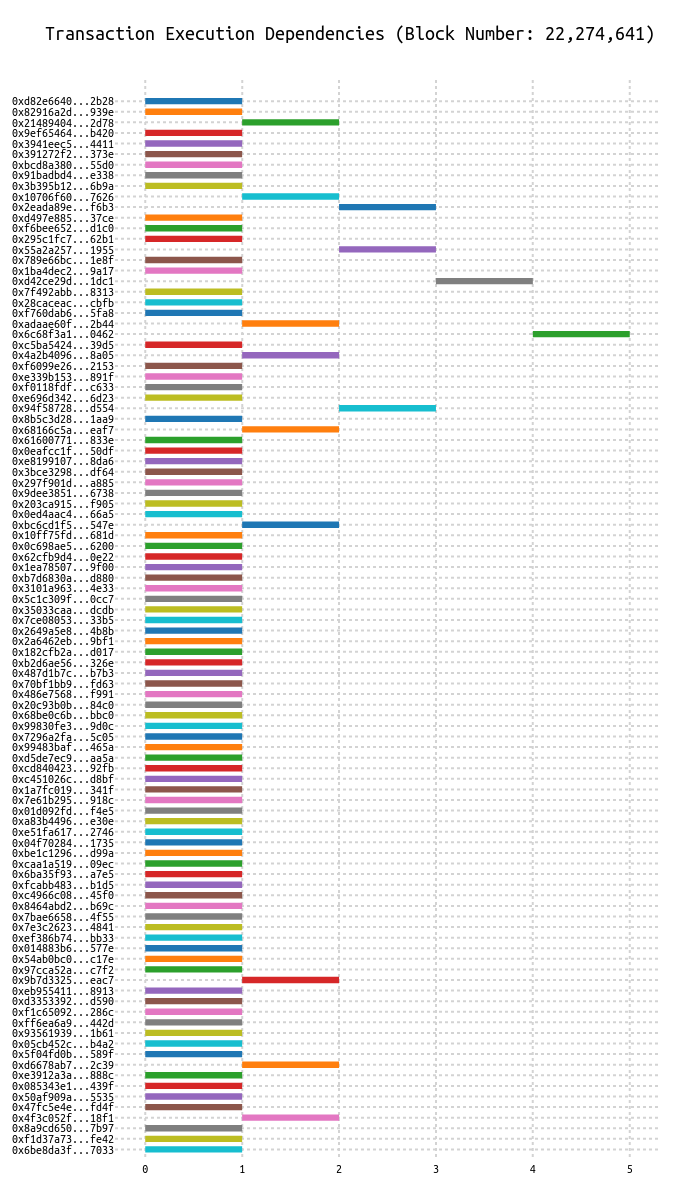 Transaction Execution Dependencies (Block Number: 22,274,641)
0xd82e6640...2b28
0x82916a2d...939e
0x21489404...2d78
0x9ef65464...b420
0x3941eec5...4411
0x391272f2...373e
0xbcd8a380...55d0
0x91badbd4...e338
0x3b395b12...6b9a
0x10706f60...7626
0x2eada89e...f6b3
0xd497e885...37ce
0xf6bee652...d1c0
0x295c1fc7...62b1
0x55a2a257...1955
0x789e66bc...1e8f
0x1ba4dec2...9a17
0xd42ce29d...1dc1
0x7f492abb...8313
0x28caceac...cbfb
0xf760dab6...5fa8
0xadaae60f...2b44
0x6c68f3a1...0462
0xc5ba5424...39d5
0x4a2b4096...8a05
0xf6099e26...2153
0xe339b153...891f
0xf0118fdf...c633
0xe696d342...6d23
0x94f58728...d554
0x8b5c3d28...1aa9
0x68166c5a...eaf7
0x61600771...833e
0x0eafcc1f...50df
0xe8199107...8da6
0x3bce3298...df64
0x297f901d...a885
0x9dee3851...6738
0x203ca915...f905
0x0ed4aac4...66a5
0xbc6cd1f5...547e
0x10ff75fd...681d
0x0c698ae5...6200
0x62cfb9d4...0e22
0x1ea78507...9f00
0xb7d6830a...d880
0x3101a963...4e33
0x5c1c309f...0cc7
0x35033caa...dcdb
0x7ce08053...33b5
0x2649a5e8...4b8b
0x2a6462eb...9bf1
0x182cfb2a...d017
0xb2d6ae56...326e
0x487d1b7c...b7b3
0x70bf1bb9...fd63
0x486e7568...f991
0x20c93b0b...84c0
0x68be0c6b...bbc0
0x99830fe3...9d0c
0x7296a2fa...5c05
0x99483baf...465a
0xd5de7ec9...aa5a
0xcd840423...92fb
0xc451026c...d8bf
0x1a7fc019...341f
0x7e61b295...918c
0x01d092fd...f4e5
0xa83b4496...e30e
0xe51fa617...2746
0x04f70284...1735
0xbe1c1296...d99a
0xcaa1a519...09ec
0x6ba35f93...a7e5
0xfcabb483...b1d5
0xc4966c08...45f0
0x8464abd2...b69c
0x7bae6658...4f55
0x7e3c2623...4841
0xef386b74...bb33
0x014883b6...577e
0x54ab0bc0...c17e
0x97cca52a...c7f2
0x9b7d3325...eac7
0xeb955411...8913
0xd3353392...d590
0xf1c65092...286c
0xff6ea6a9...442d
0x93561939...1b61
0x05cb452c...b4a2
0x5f04fd0b...589f
0xd6678ab7...2c39
0xe3912a3a...888c
0x085343e1...439f
0x50af909a...5535
0x47fc5e4e...fd4f
0x4f3c052f...18f1
0x8a9cd650...7b97
0xf1d37a73...fe42
0x6be8da3f...7033
0 1 2 3 4 5